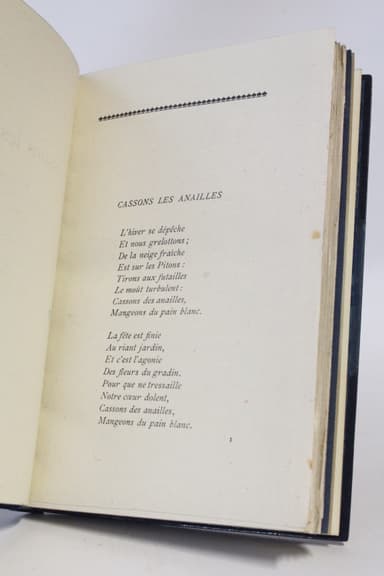 CASSONS LES ANAILLES
L'hiver se dépêche
Et nous grelottons ;
De la neige fraîche
Est sur les Pitons :
Tirons aux futailles
Le moût turbulent :
Cassons des anailles,
Mangeons du pain blanc.
La fête est finie
Au riant jardin,
Et c'est l'agonie
Des fleurs du gradin.
Pour que ne tressaille
Notre cœur dolent,
Cassons des anailles,
Mangeons du pain blanc.
1